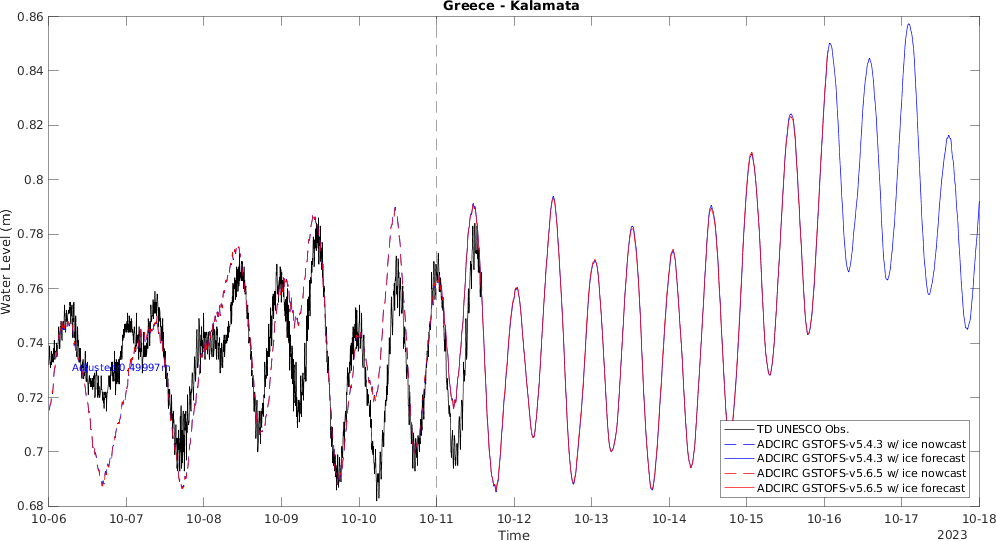 Greece - Kalamata
0.86
0.84
0.82
0.8
0.78
0.76
0.74
0.72
0.7
0.68
Water Level (m)
Adjusted 0.49997m
TD UNESCO Obs.
ADCIRC GSTOFS-v5.4.3 w/ ice nowcast
ADCIRC GSTOFS-v5.4.3 w/ ice forecast
ADCIRC GSTOFS-v5.6.5 w/ ice nowcast
ADCIRC GSTOFS-v5.6.5 w/ ice forecast
10-06 10-07 10-08 10-09 10-10 10-11 10-12 10-13 10-14 10-15 10-16 10-17 10-18
Time
2023